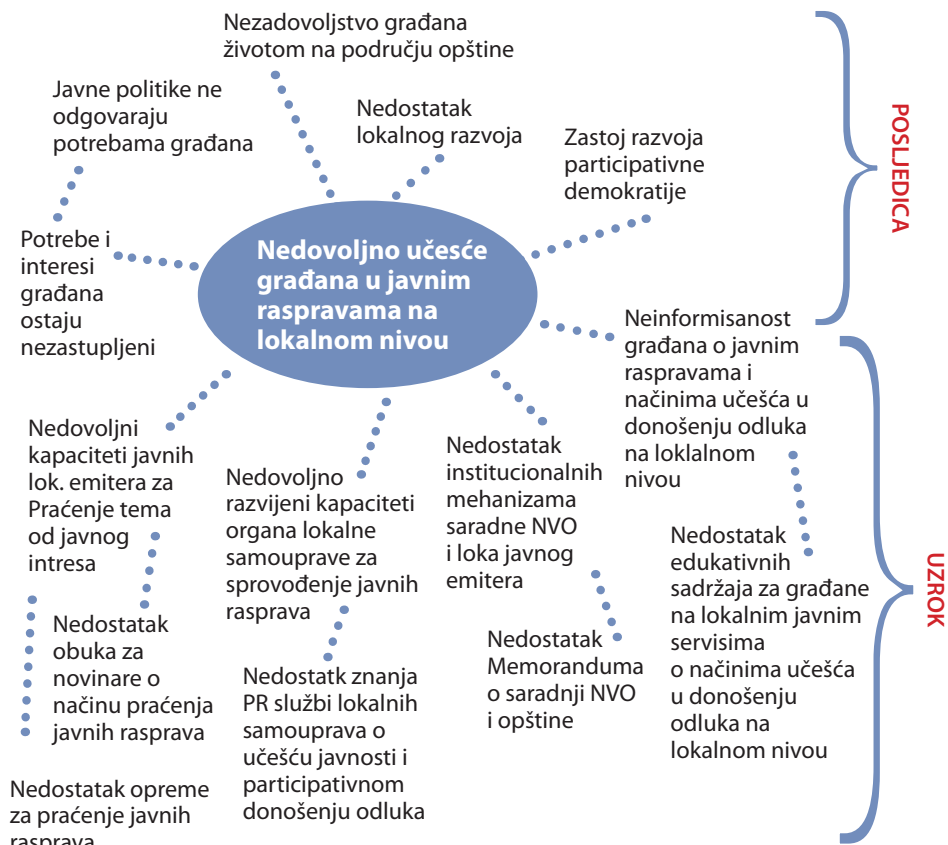 Nezadovoljstvo građana
životom na području opštine
Javne politike ne
odgovaraju
potrebama građana
Nedostatak
lokalnog razvoja
Zastoj razvoja
participativne
demokratije
POSLJEDICA
Potrebe i
interesi
građana
ostaju
nezastupljeni
Nedovoljno učesće
građana u javnim
raspravama na
lokalnom nivou
Neinformisanost
građana o javnim
raspravama i
načinima učešća u
donošenju odluka
na loklalnom
nivou
Nedovoljni
kapaciteti javnih
lok. emitera za
Praćenje tema
od javnog
intresa
Nedovoljno
razvijeni kapaciteti
organa lokalne
samouprave za
sprovođenje javnih
rasprava
Nedostatak
institucionalnih
mehanizama
saradne NVO
i loka javnog
emitera
Nedostatak
edukativnih
sadržaja za građane
na lokalnim javnim
servisima
o načinima učešća
u donošenju
odluka na
lokalnom nivou
UZROK
Nedostatak
obuka za
novinare o
načinu praćenja
javnih rasprava
Nedostatk znanja
PR službi lokalnih
samouprava o
učešću javnosti i
participativnom
donošenju odluka
Nedostatak
Memoranduma
o saradnji NVO
i opštine
Nedostatak opreme
za praćenje javnih
rasprava